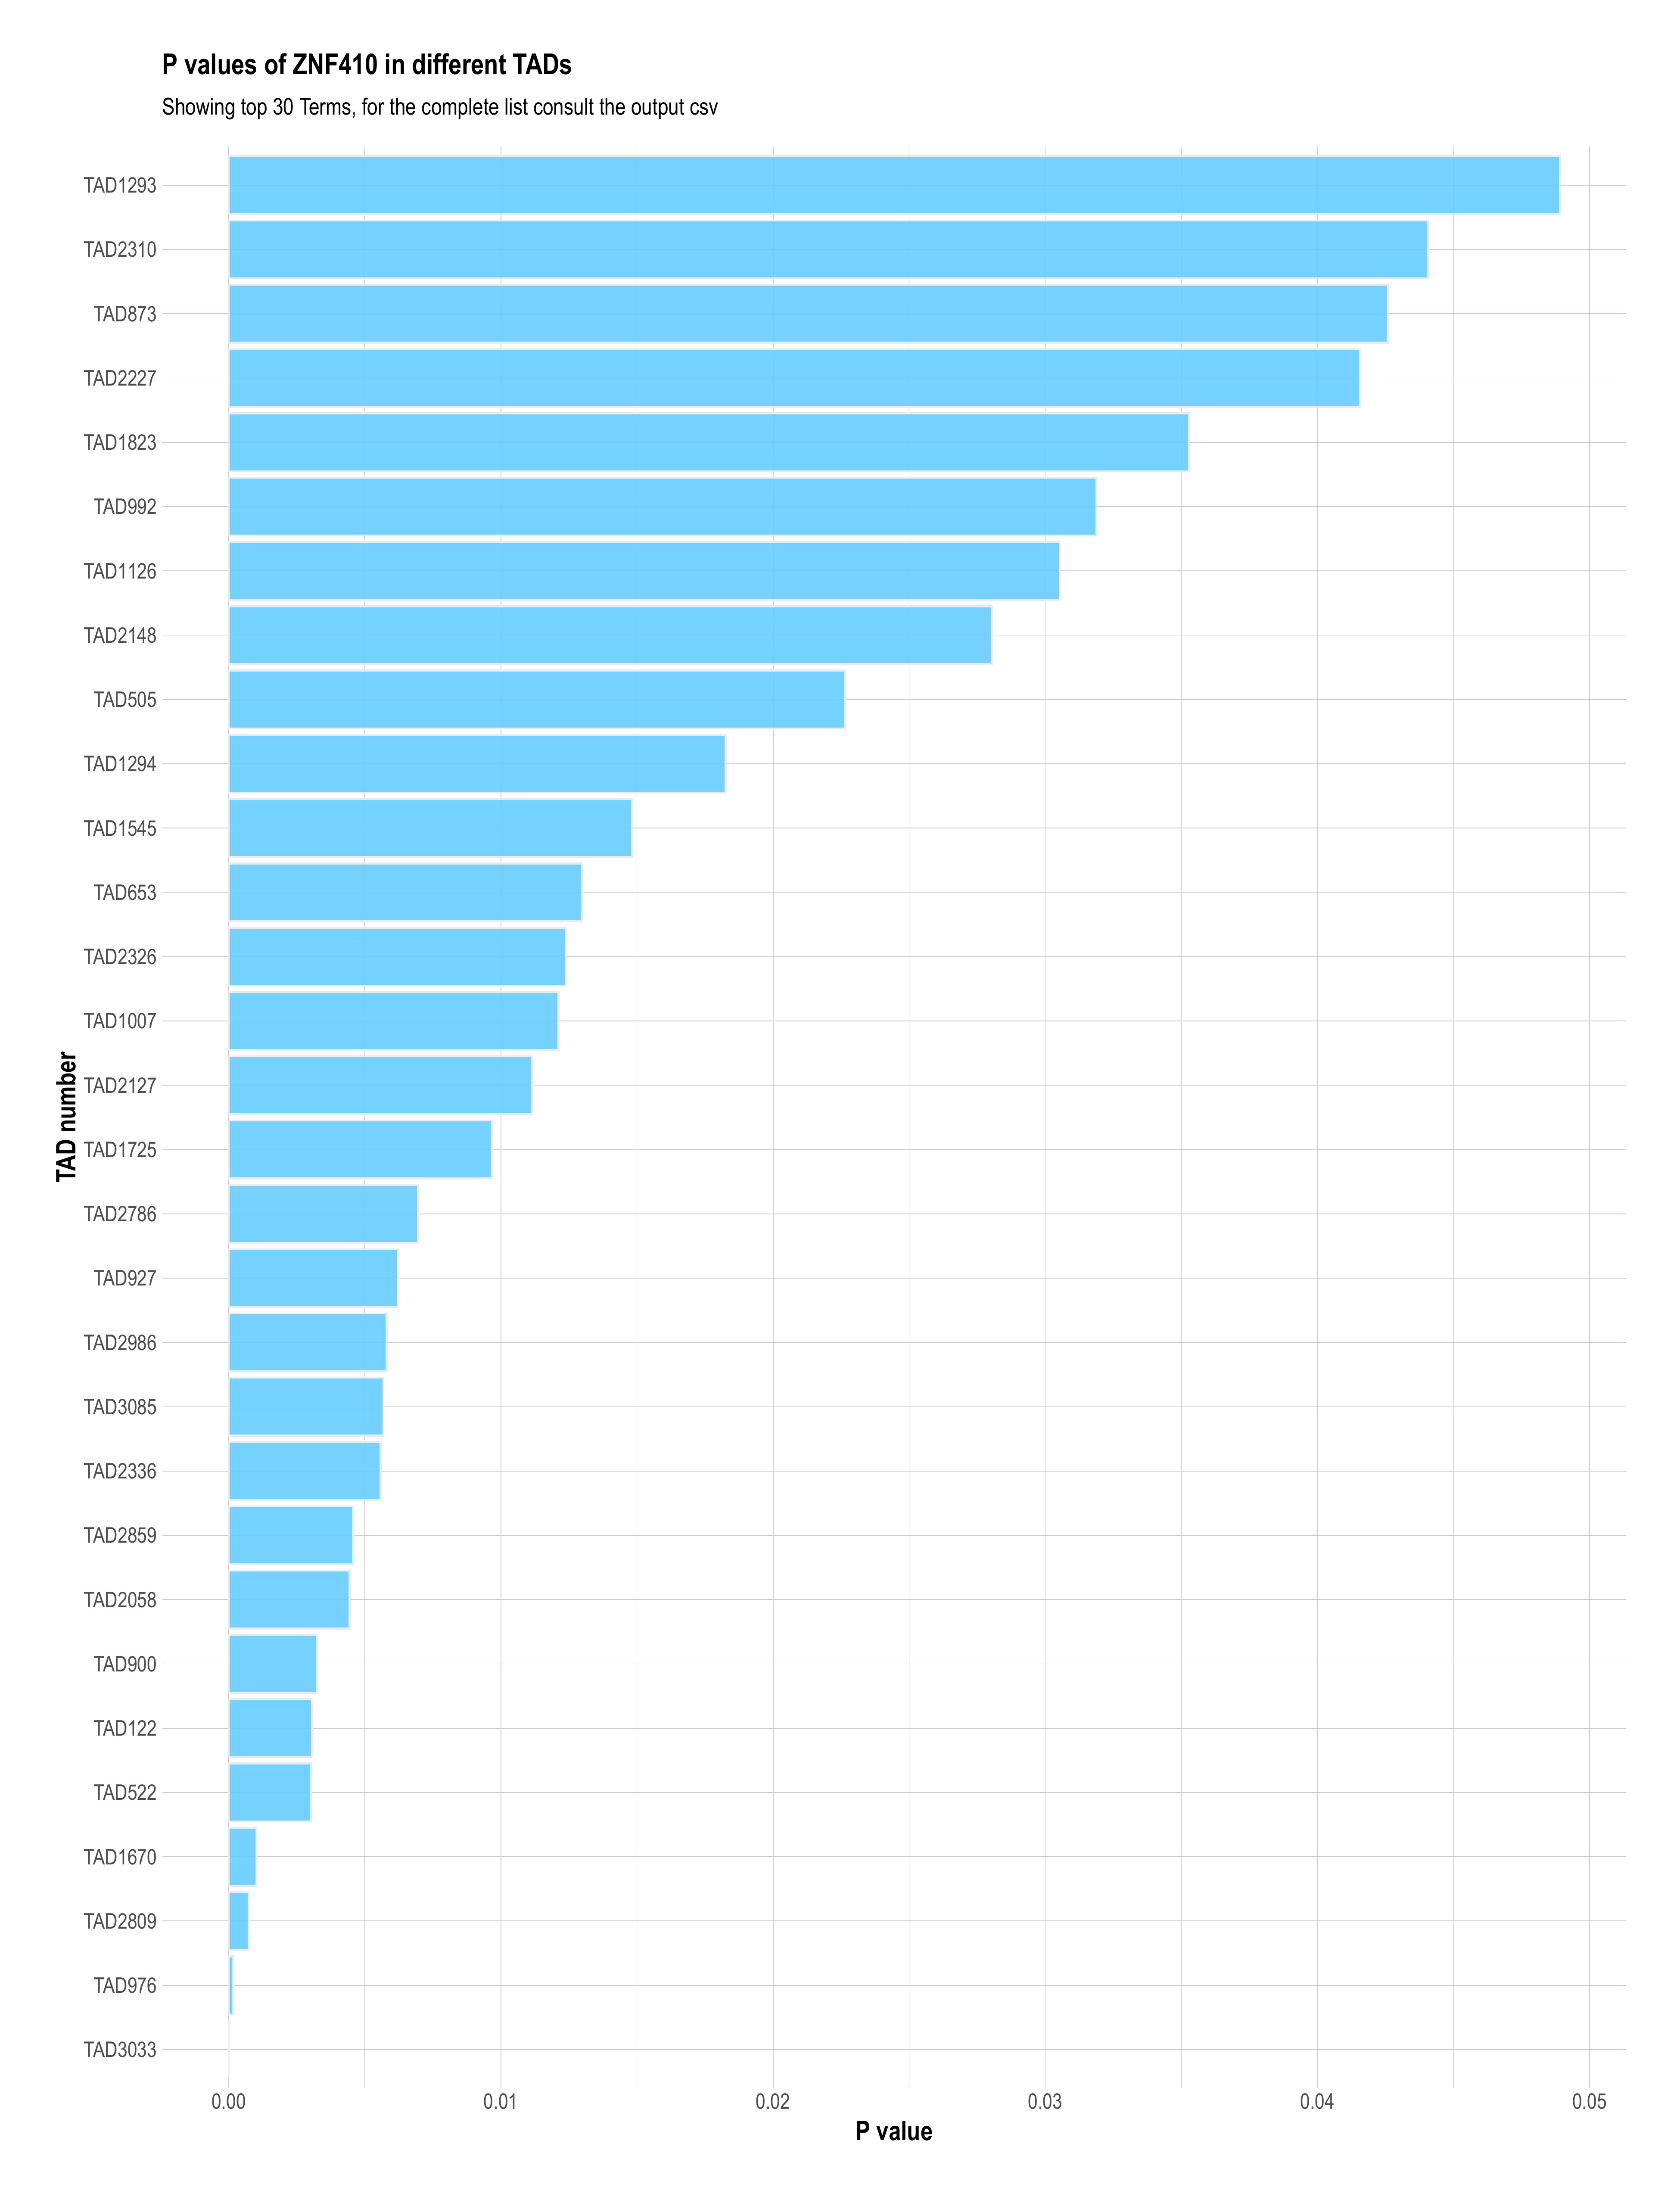 P values of ZNF410 in different TADs
Showing top 30 Terms, for the complete list consult the output csv
TAD number
TAD1293
TAD2310
TAD873
TAD2227
TAD1823
TAD992
TAD1126
TAD2148
TAD505
TAD1294
TAD1545
TAD653
TAD2326
TAD1007
TAD2127
TAD1725
TAD2786
TAD927
TAD2986
TAD3085
TAD2336
TAD2859
TAD2058
TAD900
TAD122
TAD522
TAD1670
TAD2809
TAD976
TAD3033
0.00 0.01 0.02 0.03 0.04 0.05
P value